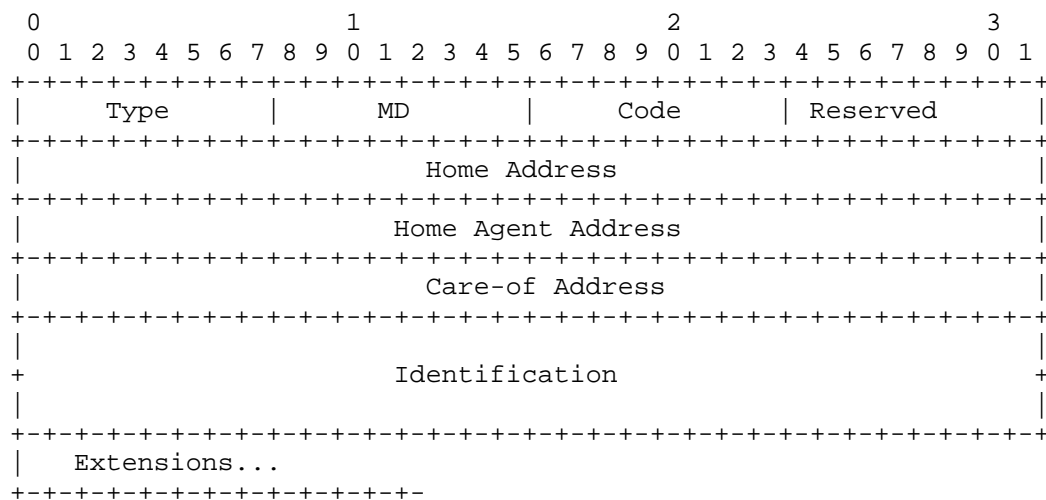 0                   1                   2                   3
 0 1 2 3 4 5 6 7 8 9 0 1 2 3 4 5 6 7 8 9 0 1 2 3 4 5 6 7 8 9 0 1
+-+-+-+-+-+-+-+-+-+-+-+-+-+-+-+-+-+-+-+-+-+-+-+-+-+-+-+-+-+-+-+-+
|     Type      |      MD       |     Code      | Reserved      |
+-+-+-+-+-+-+-+-+-+-+-+-+-+-+-+-+-+-+-+-+-+-+-+-+-+-+-+-+-+-+-+-+
|                         Home Address                          |
+-+-+-+-+-+-+-+-+-+-+-+-+-+-+-+-+-+-+-+-+-+-+-+-+-+-+-+-+-+-+-+-+
|                       Home Agent Address                      |
+-+-+-+-+-+-+-+-+-+-+-+-+-+-+-+-+-+-+-+-+-+-+-+-+-+-+-+-+-+-+-+-+
|                         Care-of Address                       |
+-+-+-+-+-+-+-+-+-+-+-+-+-+-+-+-+-+-+-+-+-+-+-+-+-+-+-+-+-+-+-+-+
|                                                               |
+                       Identification                          +
|                                                               |
+-+-+-+-+-+-+-+-+-+-+-+-+-+-+-+-+-+-+-+-+-+-+-+-+-+-+-+-+-+-+-+-+
|   Extensions...
+-+-+-+-+-+-+-+-+-+-+-+-+-